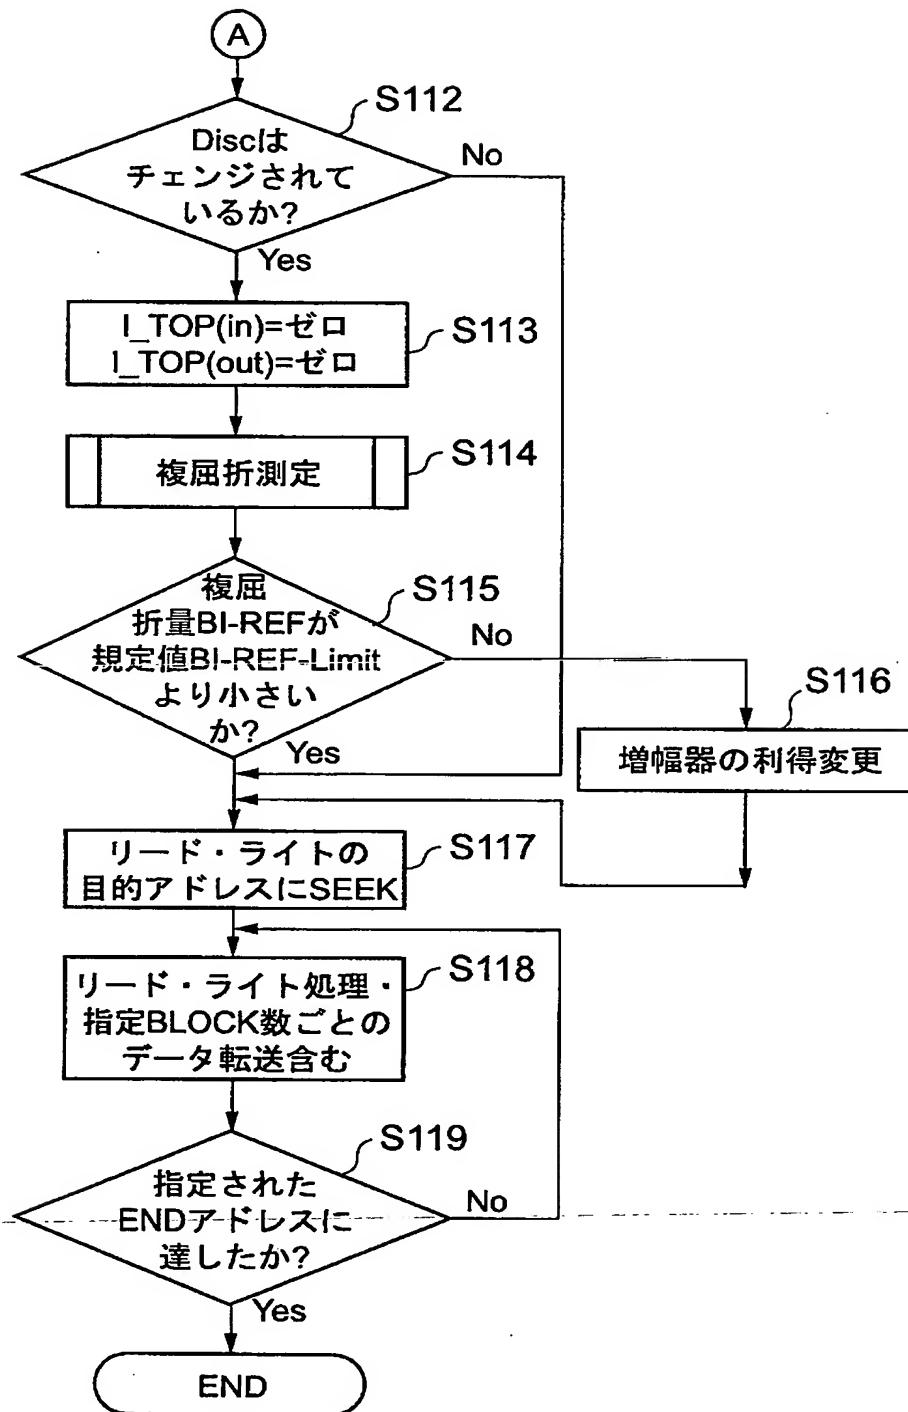 A
S112
Discは
チェンジされて
いるか?
No
Yes
I_TOP(in)=ゼロ
I_TOP(out)=ゼロ
S113
複屈折測定
S114
複屈
折量BI-REFが
規定値BI-REF-Limit
より小さい
か?
S115
No
Yes
S116
増幅器の利得変更
リード・ライトの
目的アドレスにSEEK
S117
リード・ライト処理・
指定BLOCK数ごとの
データ転送含む
S118
指定された
ENDアドレスに
達したか?
S119
No
Yes
END